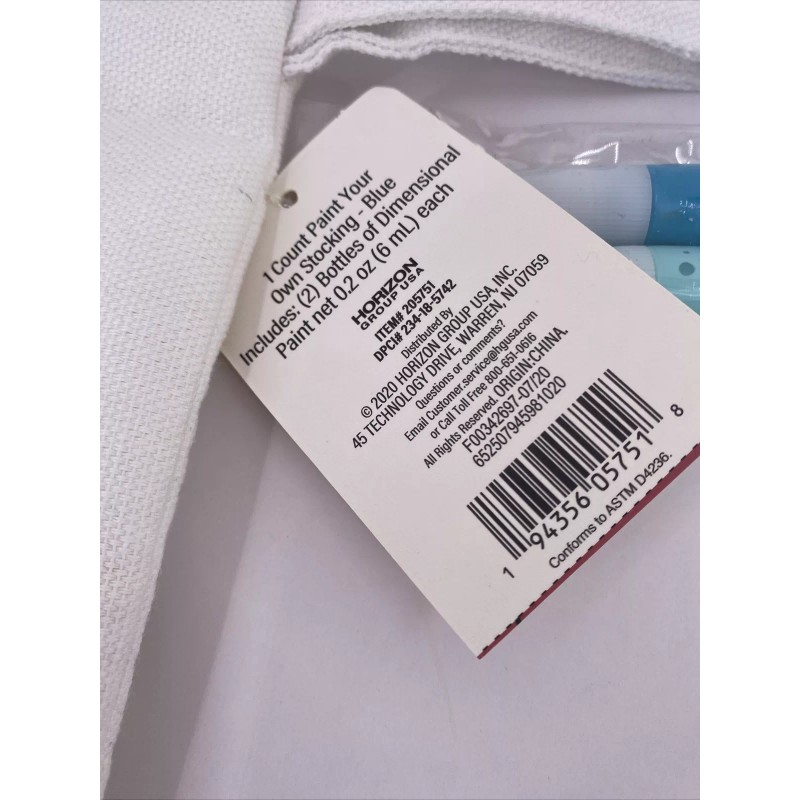 1 Count Paint Your
Own Stocking - Blue
Includes: (2) Bottles of Dimensional
Paint net 0.2 oz (6 mL) each
HORIZON
GROUP USA
ITEM# 205751
DPCI# 234-18-5742
Distributed By
© 2020 HORIZON GROUP USA, INC.
45 TECHNOLOGY DRIVE, WARREN, NJ 07059
Questions or comments?
Email Customer.service@hgusa.com
or Call Toll Free 800-651-0616
All Rights Reserved. ORIGIN:CHINA.
F00342697-07/20
652507945981020
1 94356 05751 8
Conforms to ASTM D4236.